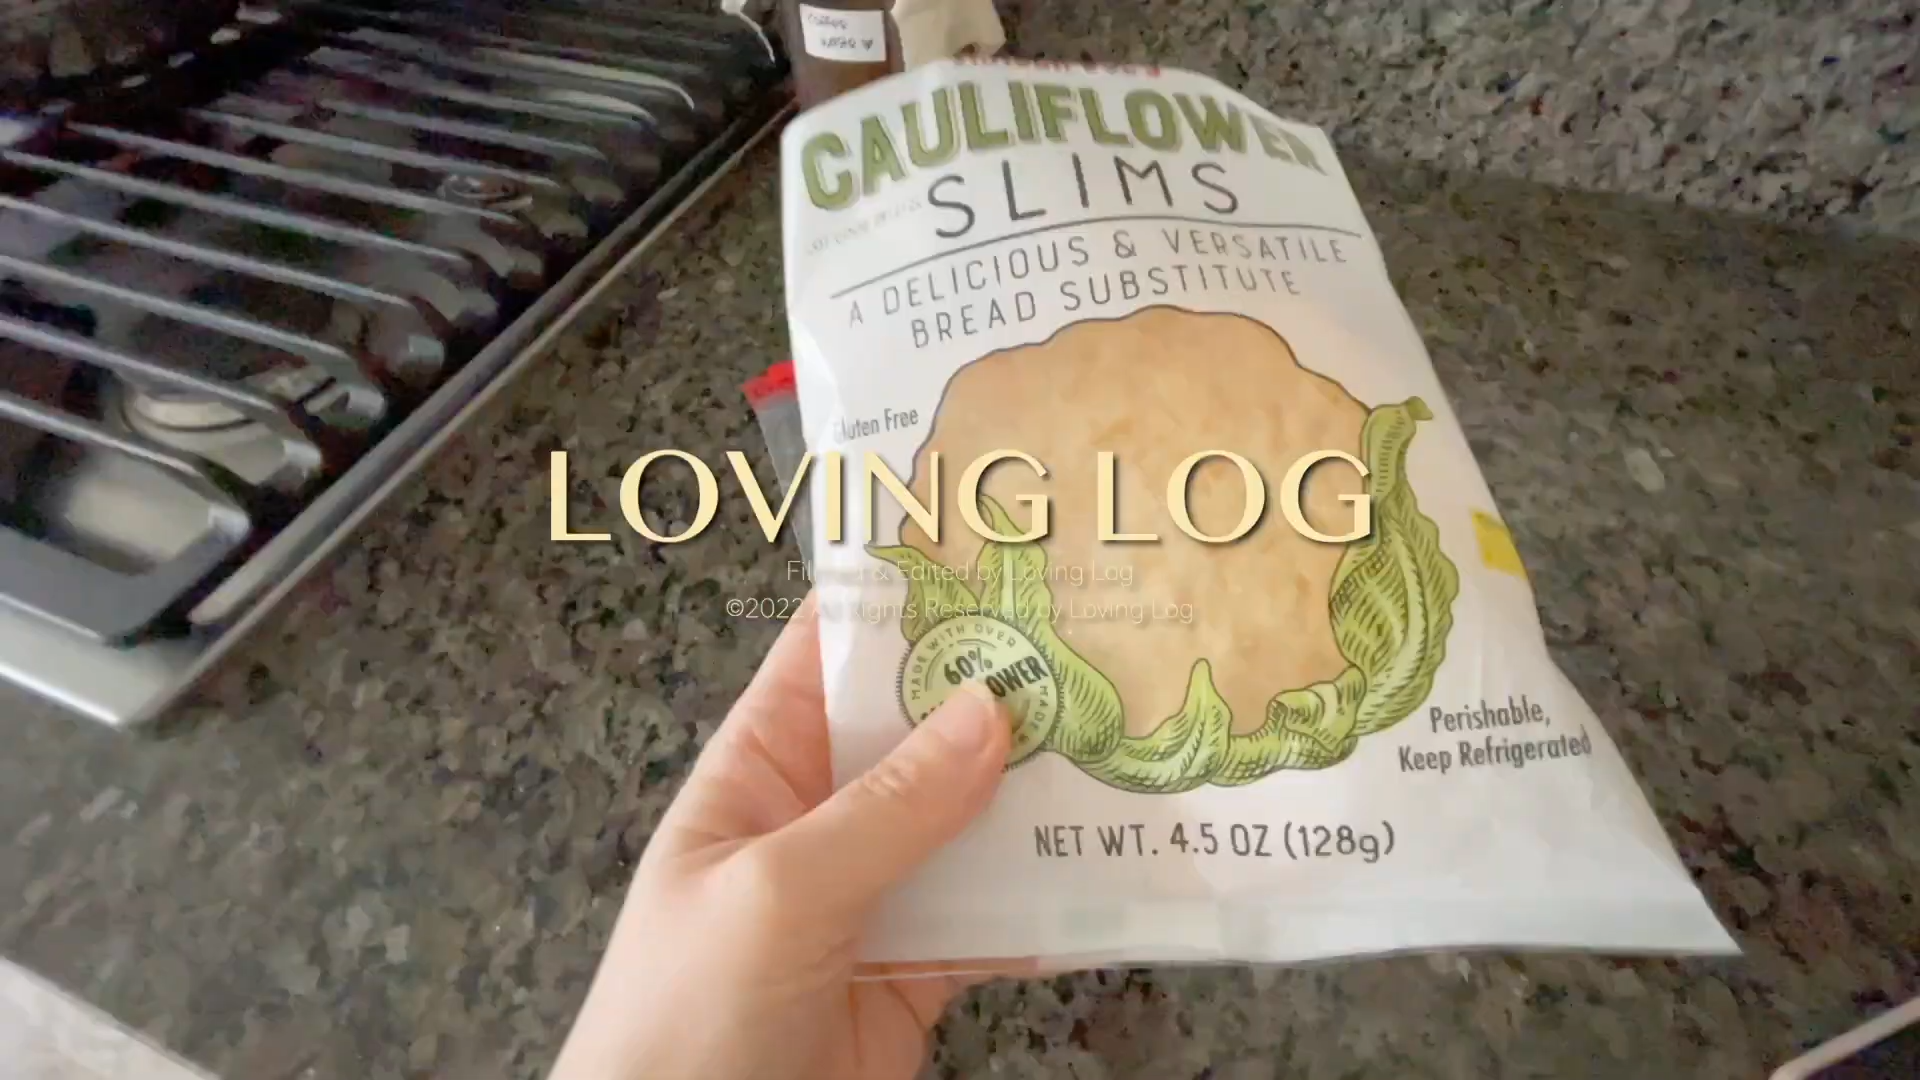 CAULIFLOWER
SLIMS
A DELICIOUS & VERSATILE
BREAD SUBSTITUTE
Gluten Free
LOVING LOG
Filmed & Edited by Loving Log
©2022 All Rights Reserved by Loving Log
MADE WITH OVER
60%
MADE
Perishable,
Keep Refrigerated
NET WT. 4.5 OZ (128g)